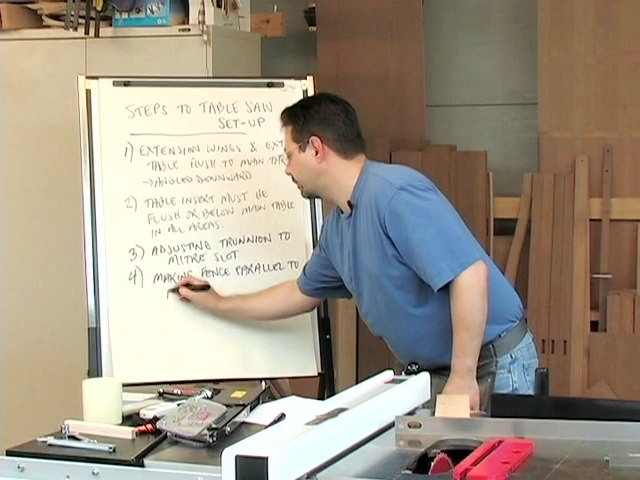 STEPS TO TABLE SAW
SET-UP
1) EXTENSION WINGS & EXT
TABLE FLUSH TO MAIN
→ANGLED DOWNWARD
2) TABLE INSERT MUST BE
FLUSH OR BELOW MAIN TABLE
IN ALL AREAS.
3) ADJUSTING TRUNNION TO
MITRE SLOT
4) MAKING FENCE PARALLEL TO